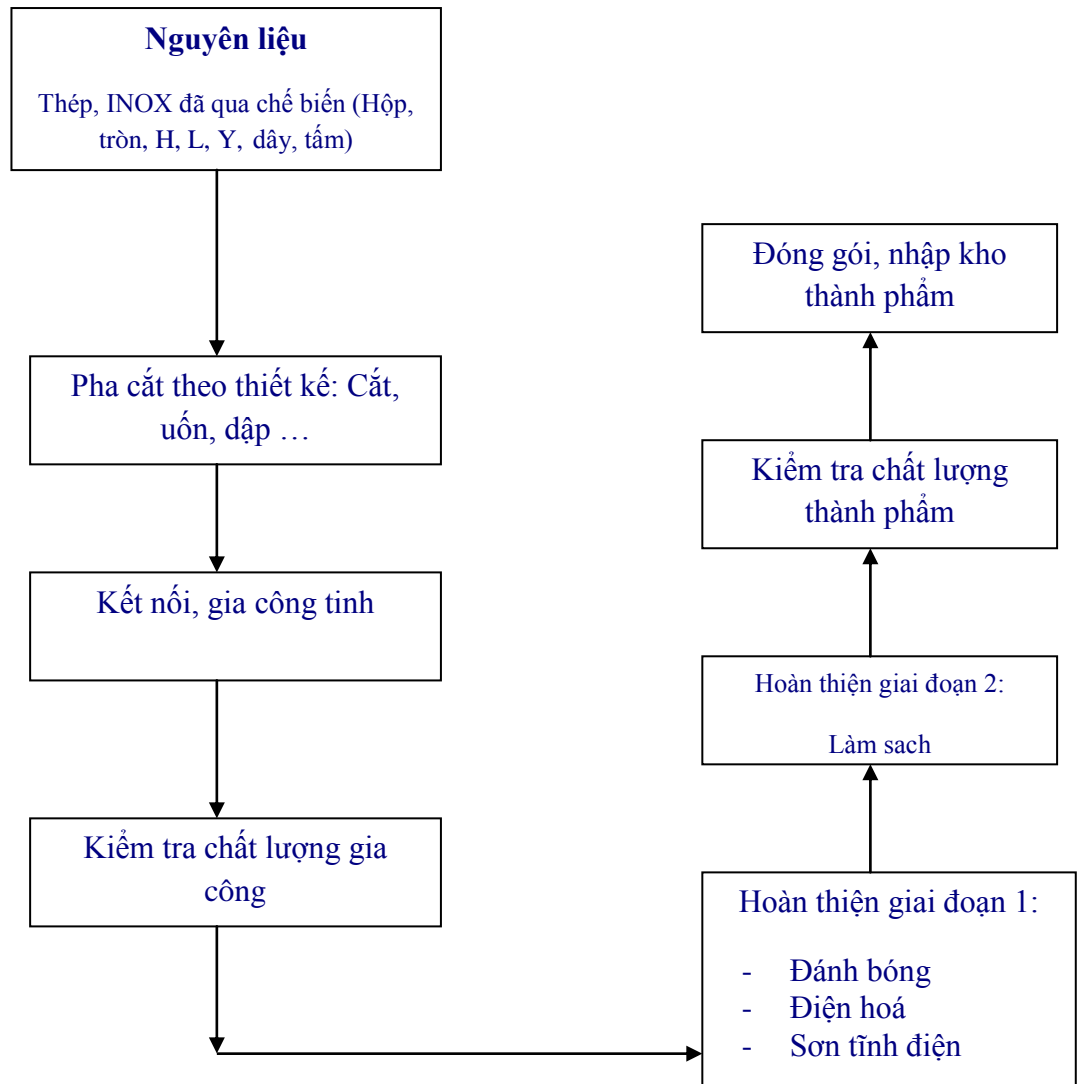 Nguyên liệu
Thép, INOX đã qua chế biến (Hộp,
tròn, H, L, Y, dây, tấm)
Pha cắt theo thiết kế: Cắt,
uốn, dập …
Kết nối, gia công tinh
Kiểm tra chất lượng gia
công
Hoàn thiện giai đoạn 1:
- Đánh bóng
- Điện hoá
- Sơn tĩnh điện
Hoàn thiện giai đoạn 2:
Làm sach
Kiểm tra chất lượng
thành phẩm
Đóng gói, nhập kho
thành phẩm